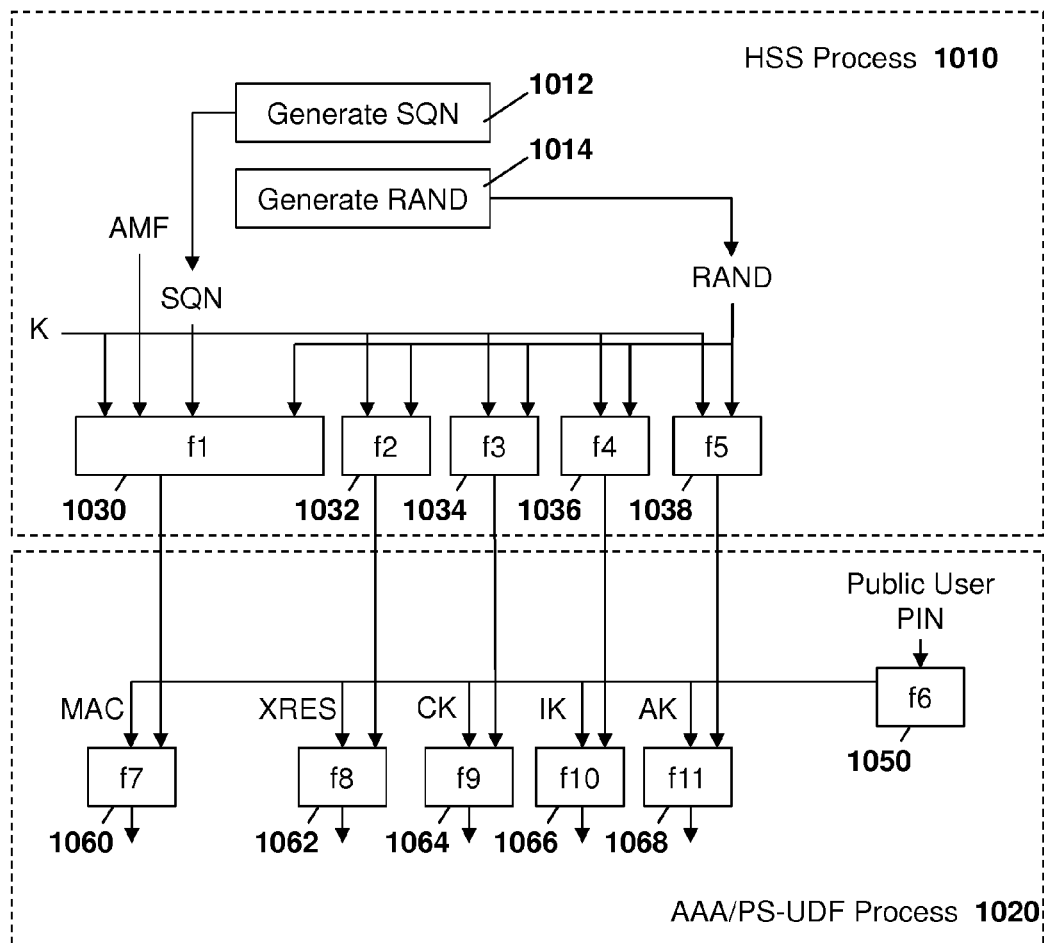 HSS Process 1010
1012
Generate SQN
1014
Generate RAND
AMF
SQN
RAND
K
f1
f2
f3
f4
f5
1030
1032
1034
1036
1038
Public User
PIN
MAC
XRES
CK
IK
AK
f6
1050
f7
f8
f9
f10
f11
1060
1062
1064
1066
1068
AAA/PS-UDF Process 1020